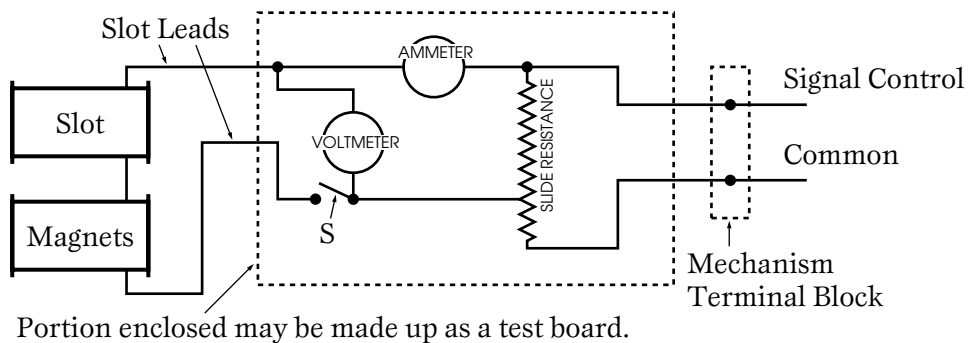 Slot Leads
AMMETER
Signal Control
Slot
VOLTMETER
SLIDE RESISTANCE
Common
Magnets
S
Mechanism
Terminal Block
Portion enclosed may be made up as a test board.